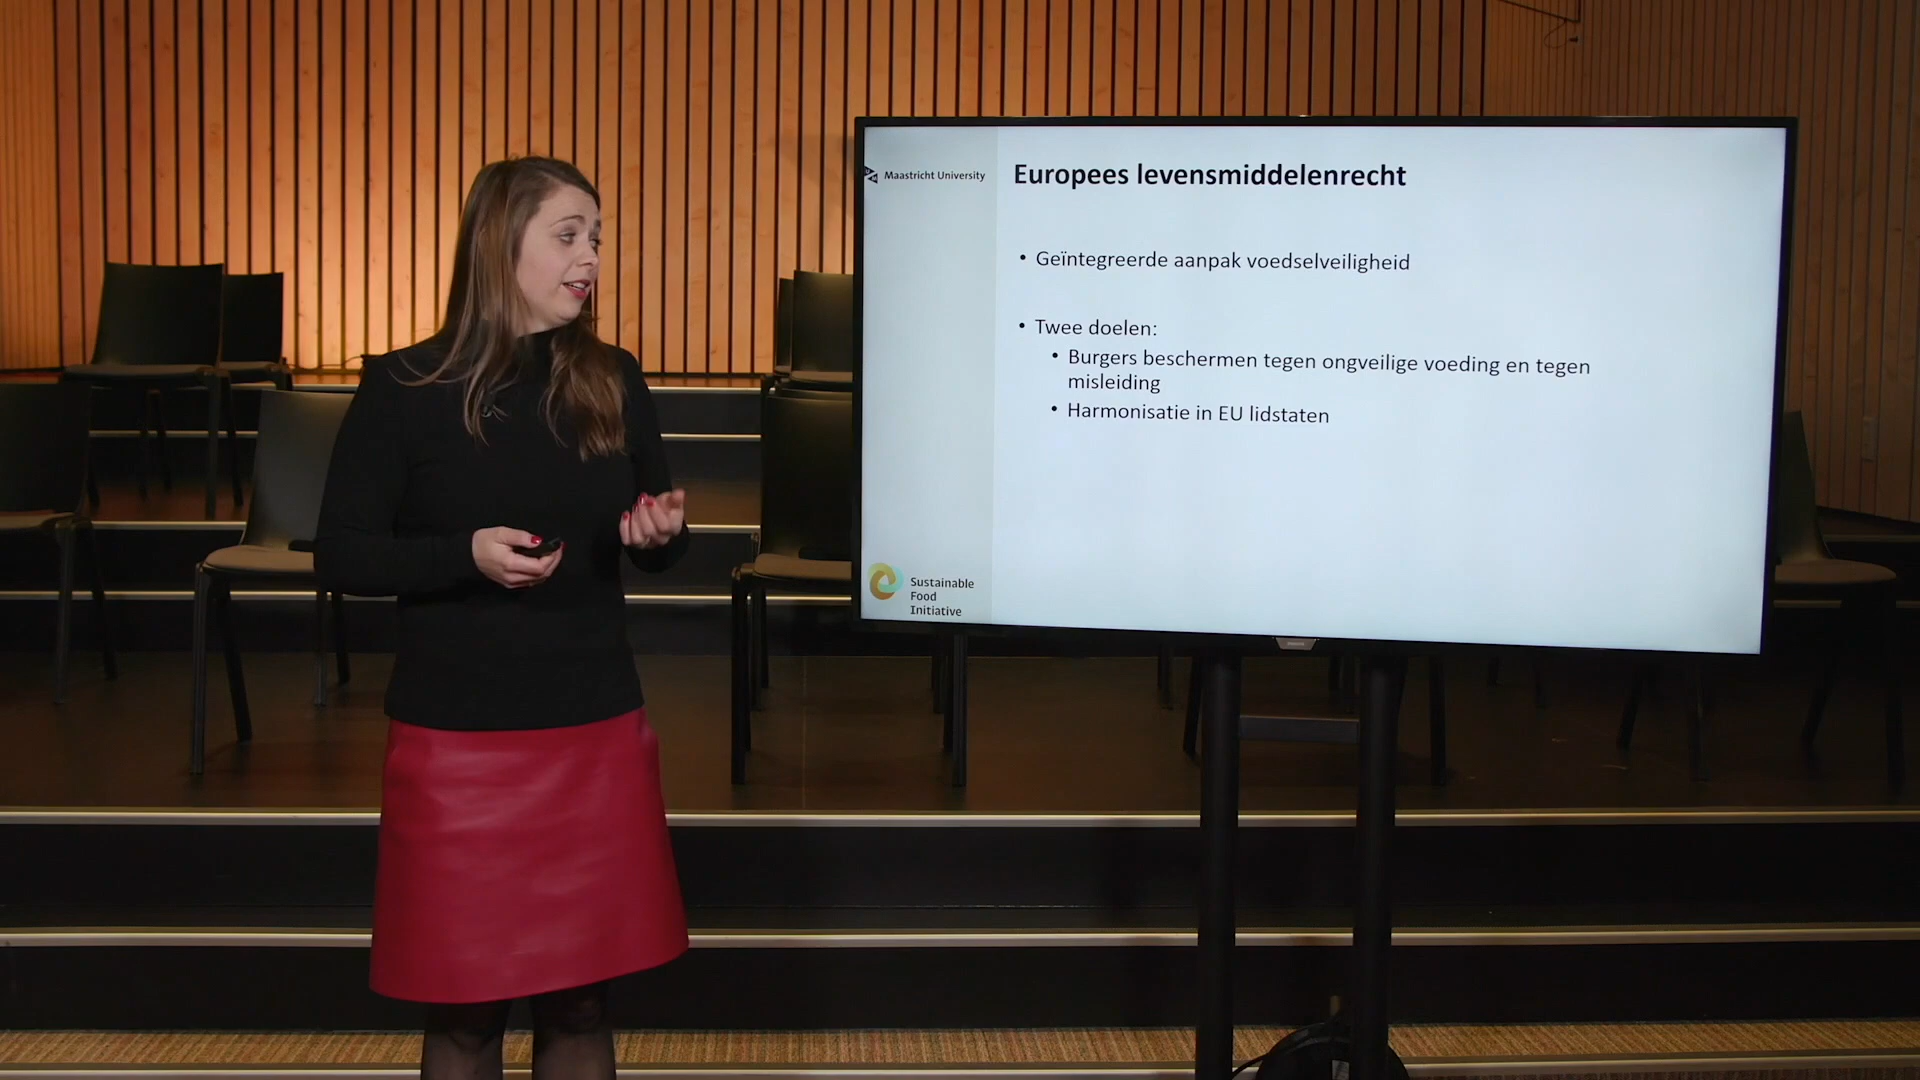 Maastricht University
Europees levensmiddelenrecht
• Geïntegreerde aanpak voedselveiligheid
• Twee doelen:
• Burgers beschermen tegen ongveilige voeding en tegen
misleiding
• Harmonisatie in EU lidstaten
Sustainable
Food
Initiative